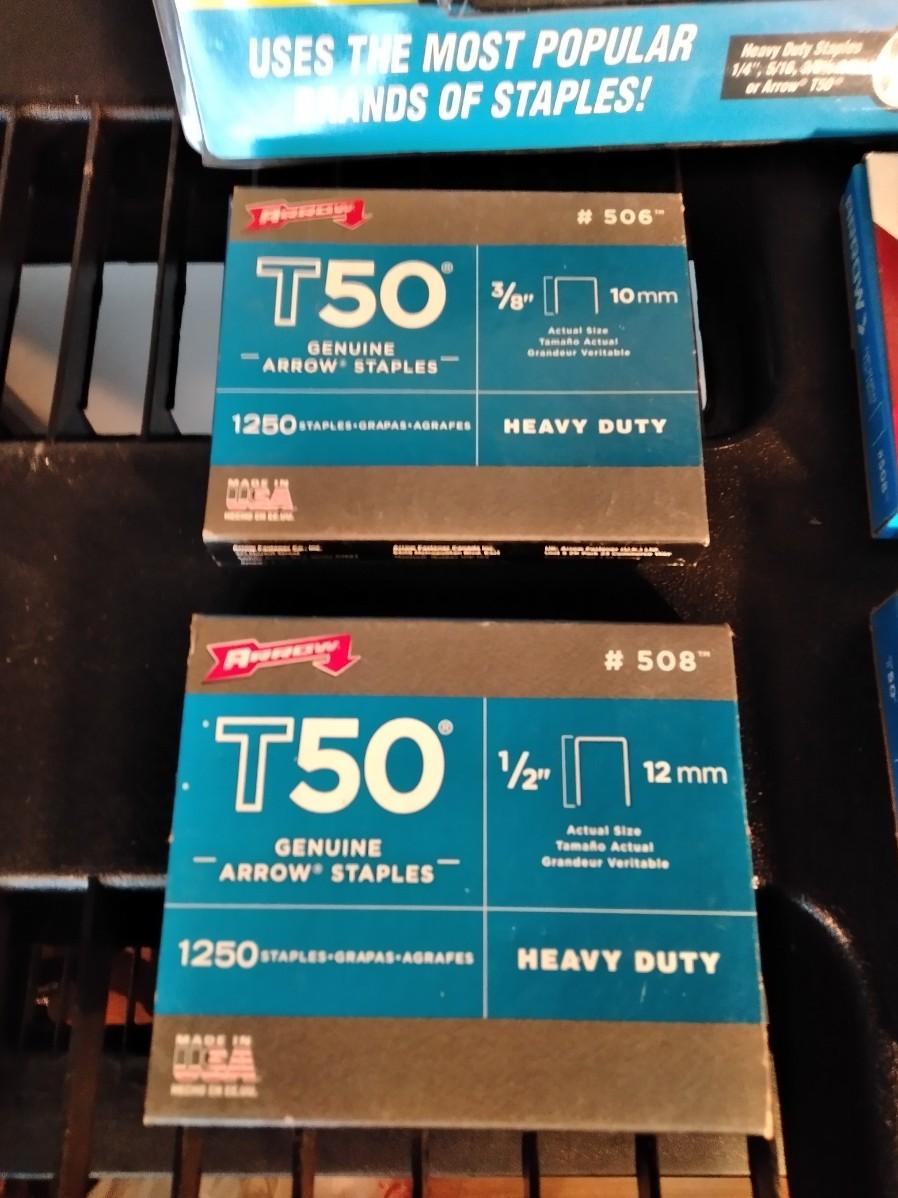 USES THE MOST POPULAR
BRANDS OF STAPLES!
Heavy Duty Staples
1/4", 5/16,
or Arrow® T50®
ARROW
# 506™
T50®
GENUINE
ARROW® STAPLES
3/8" 10mm
Actual Size
Tamaño Actual
Grandeur Veritable
1250 STAPLES•GRAPAS•AGRAFES
HEAVY DUTY
MADE IN
USA
HECHO EN EE.UU.
ARROW
#508™
ARROW
# 508™
T50®
GENUINE
ARROW® STAPLES
1/2" 12mm
Actual Size
Tamaño Actual
Grandeur Veritable
1250 STAPLES•GRAPAS•AGRAFES
HEAVY DUTY
MADE IN
USA
HECHO EN EE.UU.